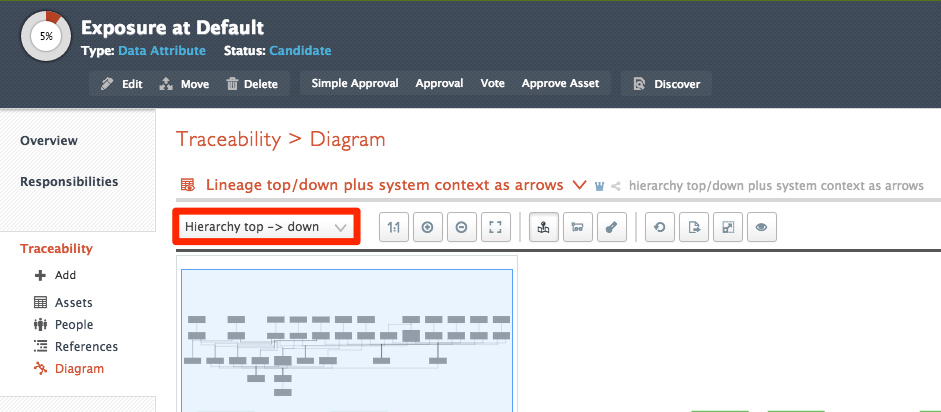 5%
Exposure at Default
Type: Data Attribute Status: Candidate
Edit Move Delete Simple Approval Approval Vote Approve Asset Discover
Overview
Responsibilities
Traceability
Add
Assets
People
References
Diagram
Traceability > Diagram
Lineage top/down plus system context as arrows hierarchy top/down plus system context as arrows
Hierarchy top -> down 1:1